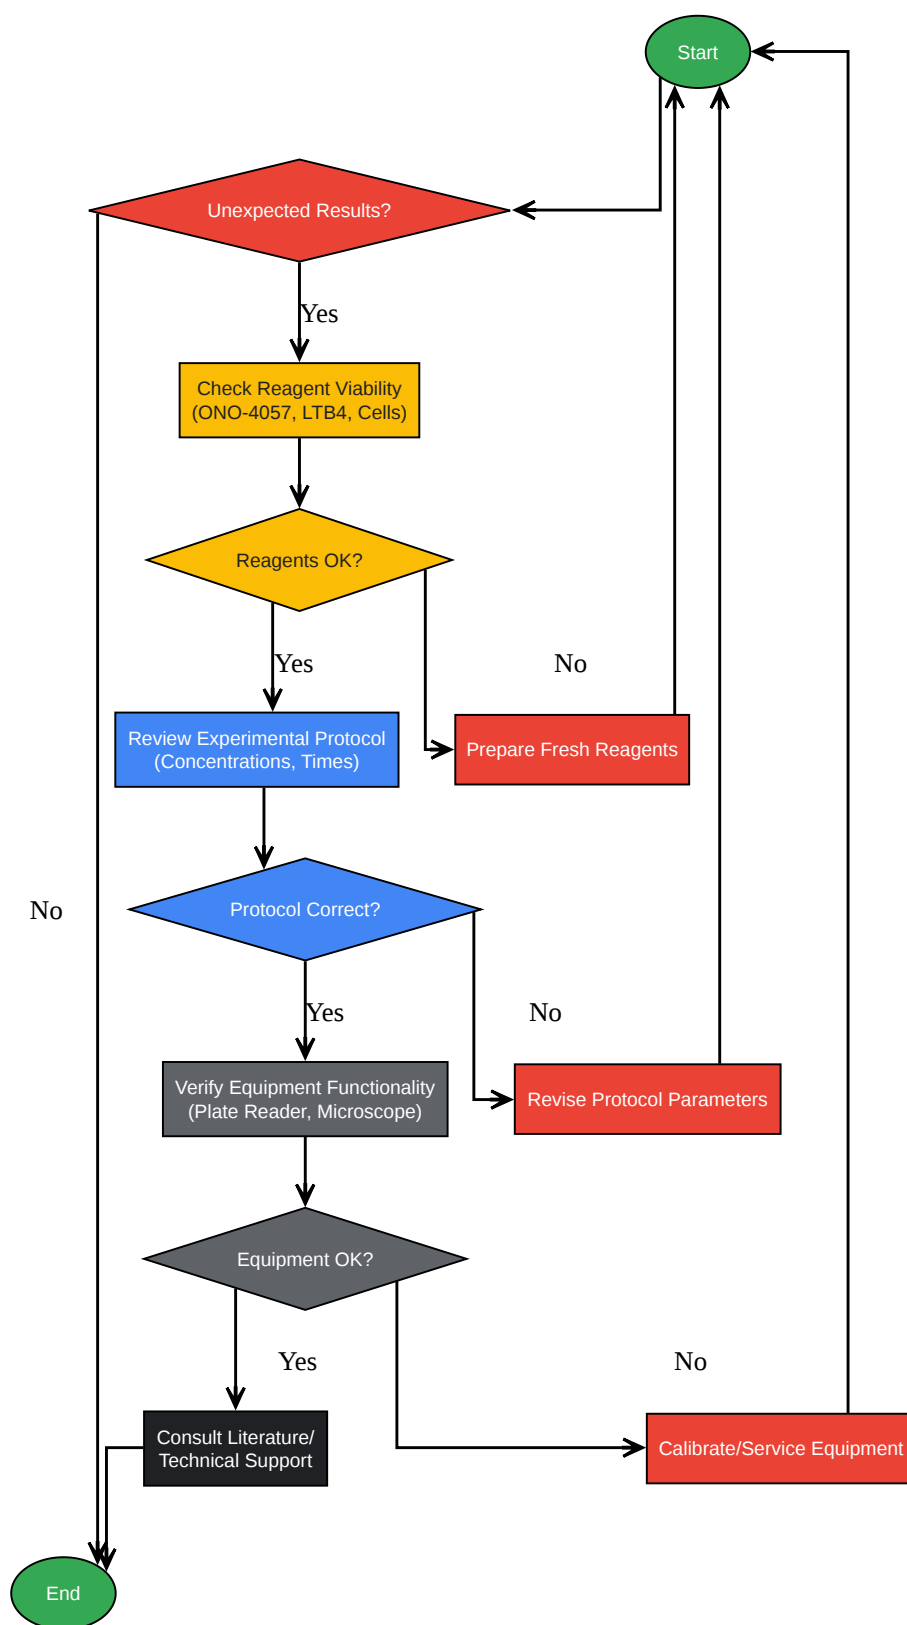 Start
Unexpected Results?
Yes
Check Reagent Viability
(ONO-4057, LTB4, Cells)
Reagents OK?
Yes
No
Review Experimental Protocol
(Concentrations, Times)
Prepare Fresh Reagents
No
Protocol Correct?
Yes
No
Verify Equipment Functionality
(Plate Reader, Microscope)
Revise Protocol Parameters
Equipment OK?
Yes
No
Consult Literature/
Technical Support
Calibrate/Service Equipment
End